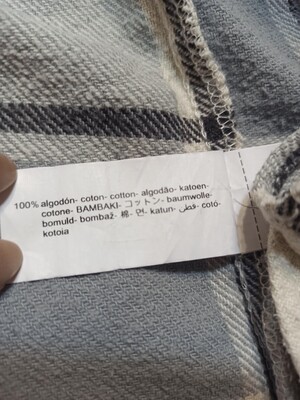 100% algodón- coton- cotton- algodão- katoen-
cotone- BAMBAKI- コットン- baumwolle-
bomuld- bombaž- 棉- 면- katun- قطن- cotó-
kotoia